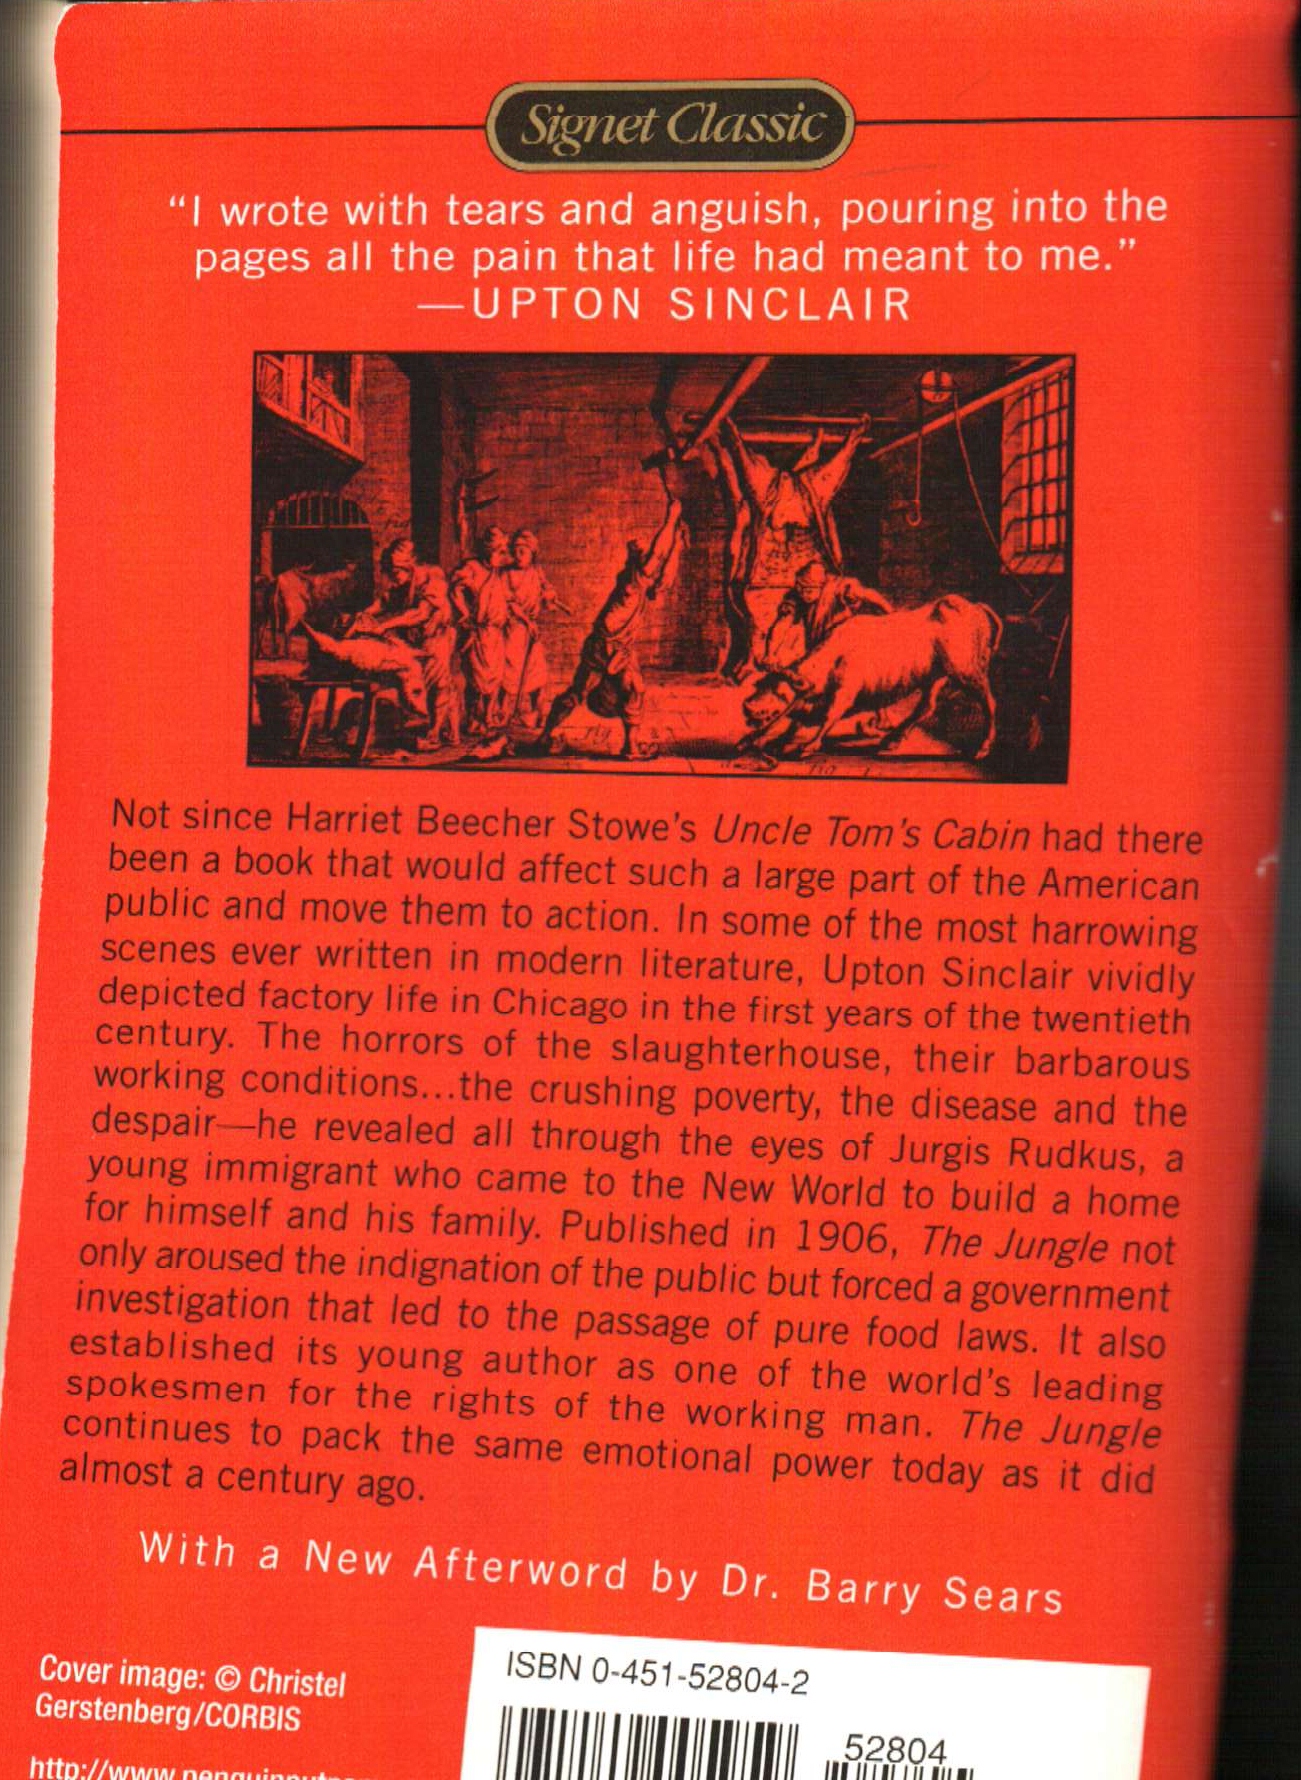 Signet Classic
“I wrote with tears and anguish, pouring into the
pages all the pain that life had meant to me.”
—UPTON SINCLAIR
Not since Harriet Beecher Stowe's Uncle Tom's Cabin had there
been a book that would affect such a large part of the American
public and move them to action. In some of the most harrowing
scenes ever written in modern literature, Upton Sinclair vividly
depicted factory life in Chicago in the first years of the twentieth
century. The horrors of the slaughterhouse, their barbarous
working conditions...the crushing poverty, the disease and the
despair—he revealed all through the eyes of Jurgis Rudkus, a
young immigrant who came to the New World to build a home
for himself and his family. Published in 1906, The Jungle not
only aroused the indignation of the public but forced a government
investigation that led to the passage of pure food laws. It also
established its young author as one of the world's leading
spokesmen for the rights of the working man. The Jungle
continues to pack the same emotional power today as it did
almost a century ago.
With a New Afterword by Dr. Barry Sears
Cover image: © Christel
Gerstenberg/CORBIS
ISBN 0-451-52804-2
52804